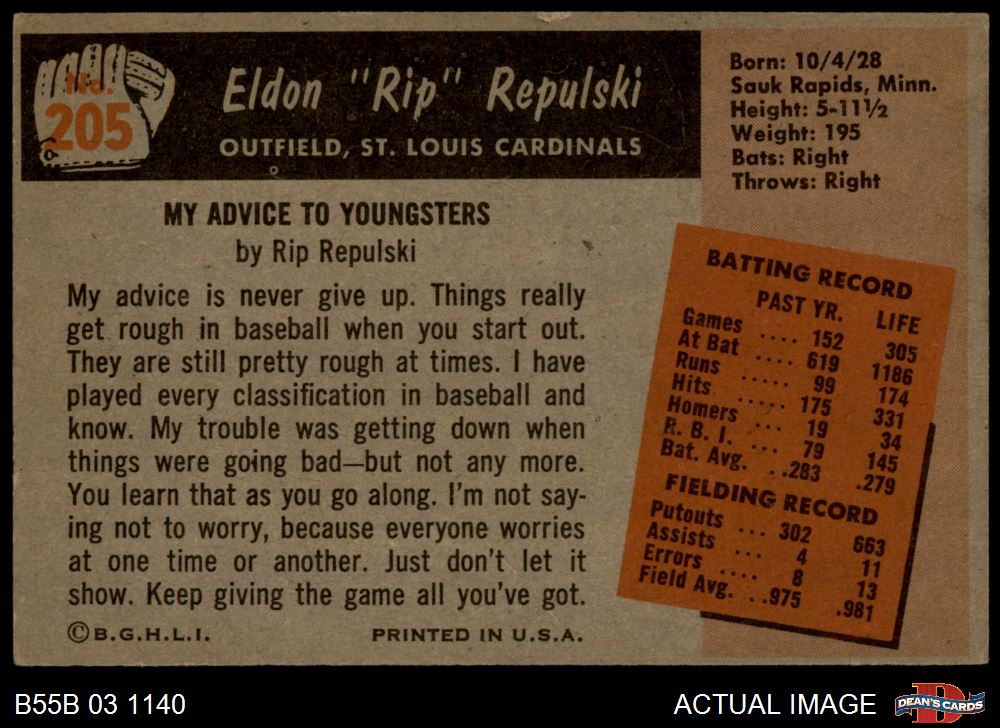 No.
205
Eldon "Rip" Repulski
OUTFIELD, ST. LOUIS CARDINALS
Born: 10/4/28
Sauk Rapids, Minn.
Height: 5-11½
Weight: 195
Bats: Right
Throws: Right
MY ADVICE TO YOUNGSTERS
by Rip Repulski
My advice is never give up. Things really
get rough in baseball when you start out.
They are still pretty rough at times. I have
played every classification in baseball and
know. My trouble was getting down when
things were going bad—but not any more.
You learn that as you go along. I'm not say-
ing not to worry, because everyone worries
at one time or another. Just don't let it
show. Keep giving the game all you've got.
©B.G.H.L.I. PRINTED IN U.S.A.
BATTING RECORD
PAST YR. LIFE
Games .... 152 305
At Bat .... 619 1186
Runs ..... 99 174
Hits ..... 175 331
Homers 19 34
R. B. I. 79 145
Bat. Avg. ..283 .279
FIELDING RECORD
Putouts ... 302 663
Assists ... 4 11
Errors .... 8 13
Field Avg. ..975 .981
B55B 03 1140
ACTUAL IMAGE
D
DEAN'S CARDS